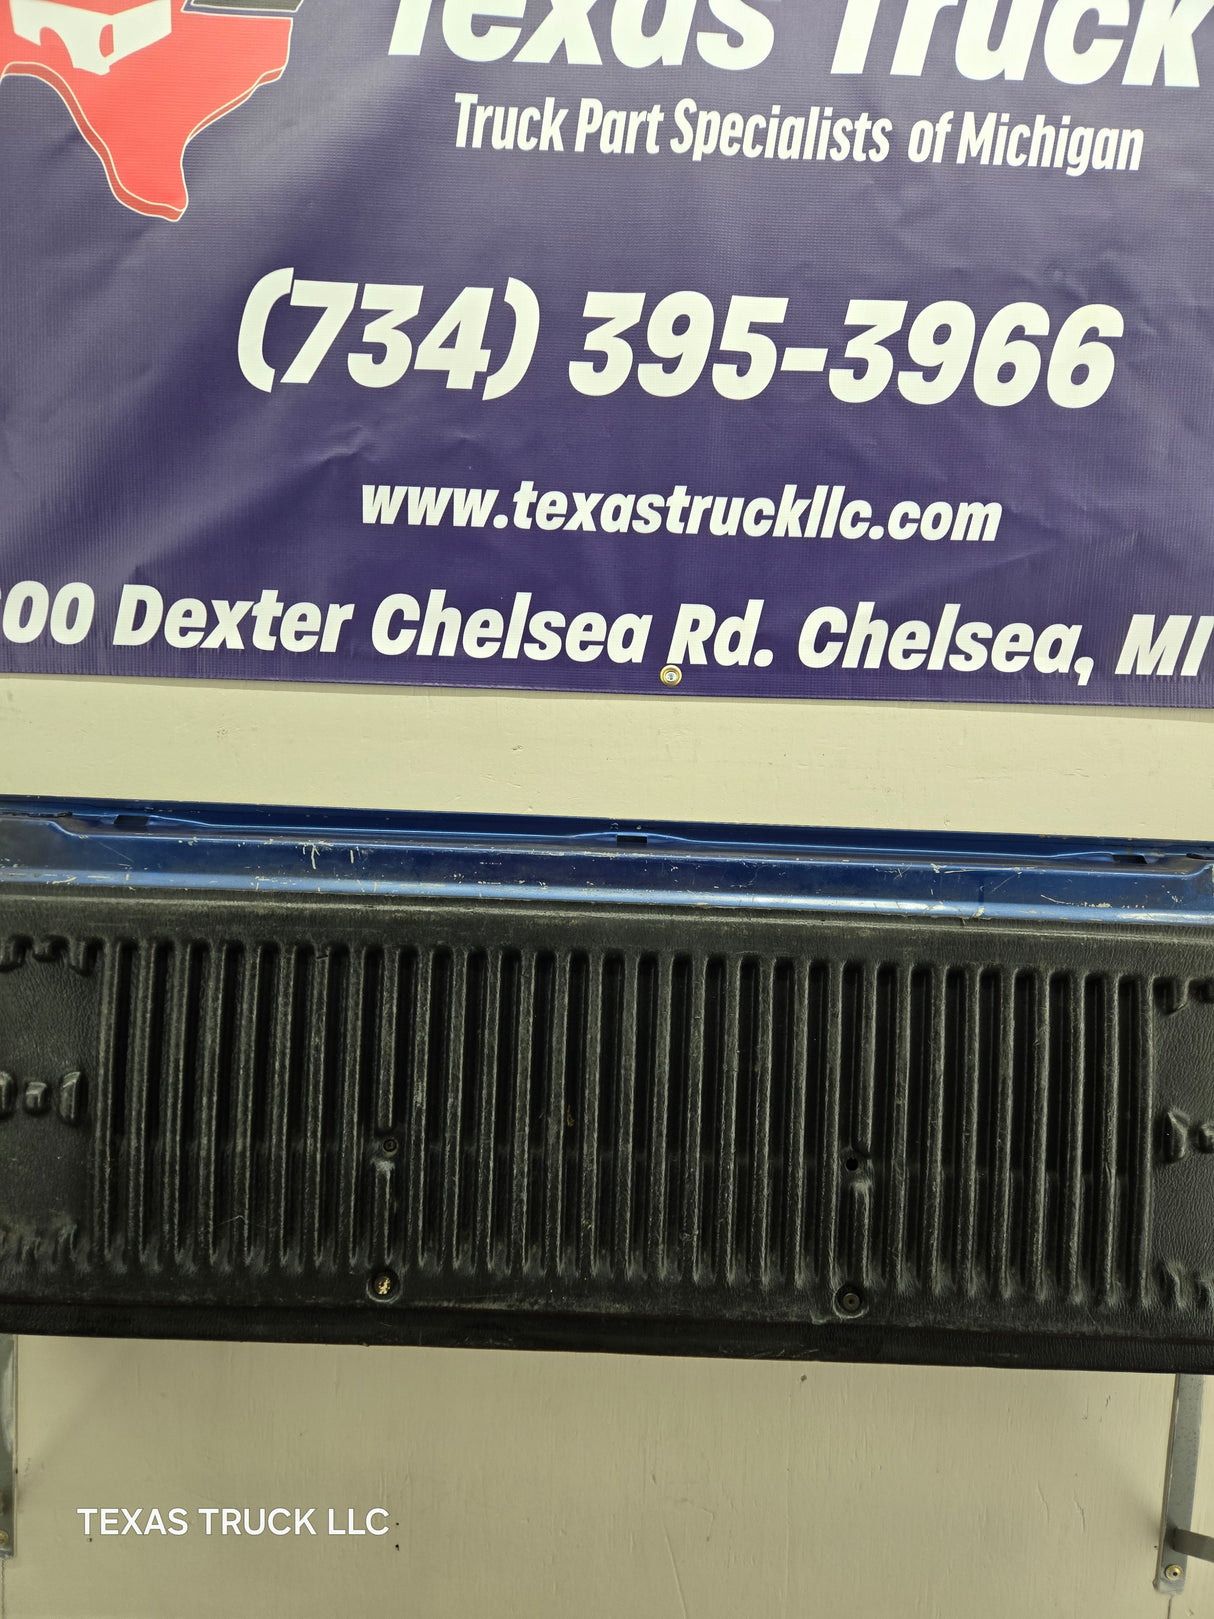 Texas Truck
Truck Part Specialists of Michigan
(734) 395-3966
www.texastruckllc.com
00 Dexter Chelsea Rd. Chelsea, MI
TEXAS TRUCK LLC